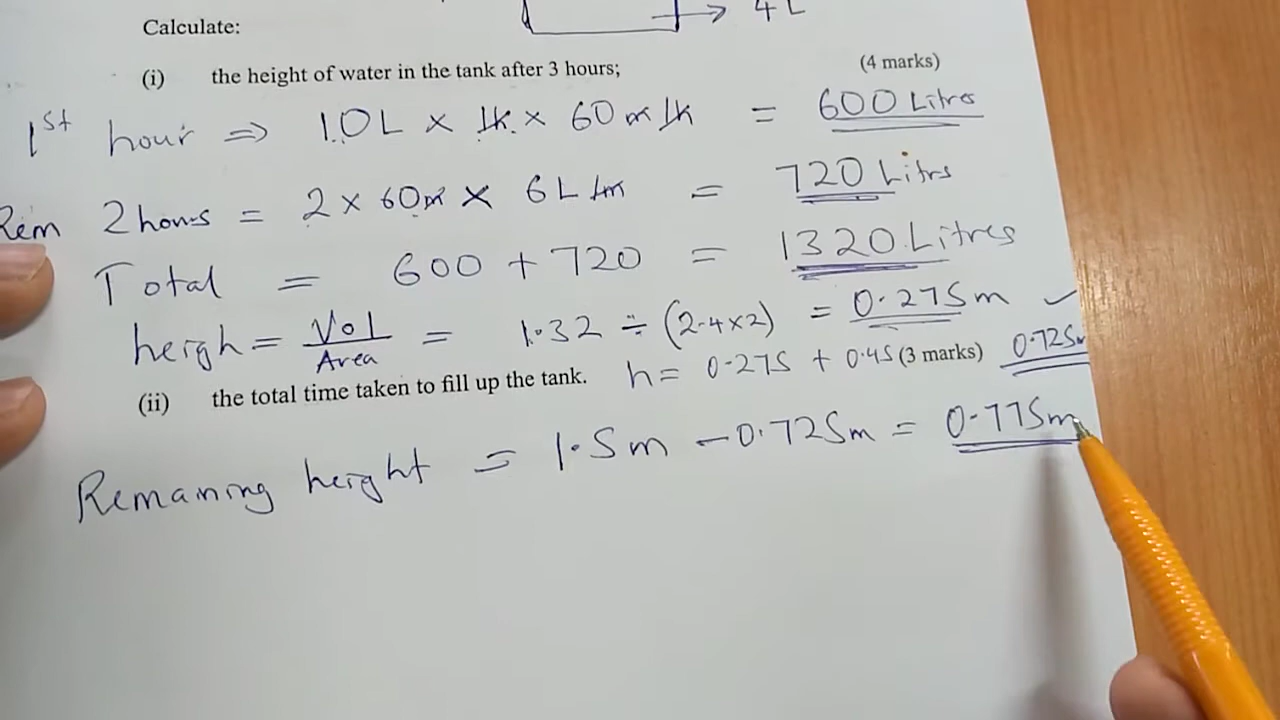 → 4 L
Calculate:
(i) the height of water in the tank after 3 hours; (4 marks)
1st hour ⇒ 10L × 1h × 60m/h = 600 Litres
Rem 2 hours = 2 × 60m × 6L/m = 720 Litrs
Total = 600 + 720 = 1320 Litres
heigh = Vol/Area = 1.32 ÷ (2.4×2) = 0.275m ✓
h = 0.275 + 0.45 (3 marks) 0.725m
(ii) the total time taken to fill up the tank.
Remaning height = 1.5m − 0.725m = 0.775m